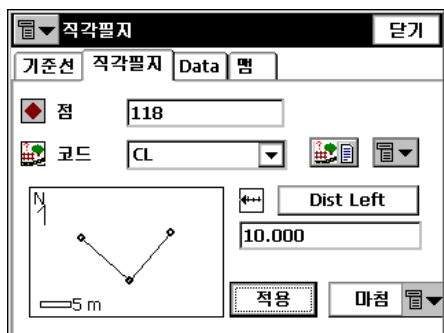 직각필지 닫기
기준선 직각필지 Data 맵
점 118
코드 CL
N
Dist Left
10.000
5 m
적용 마침